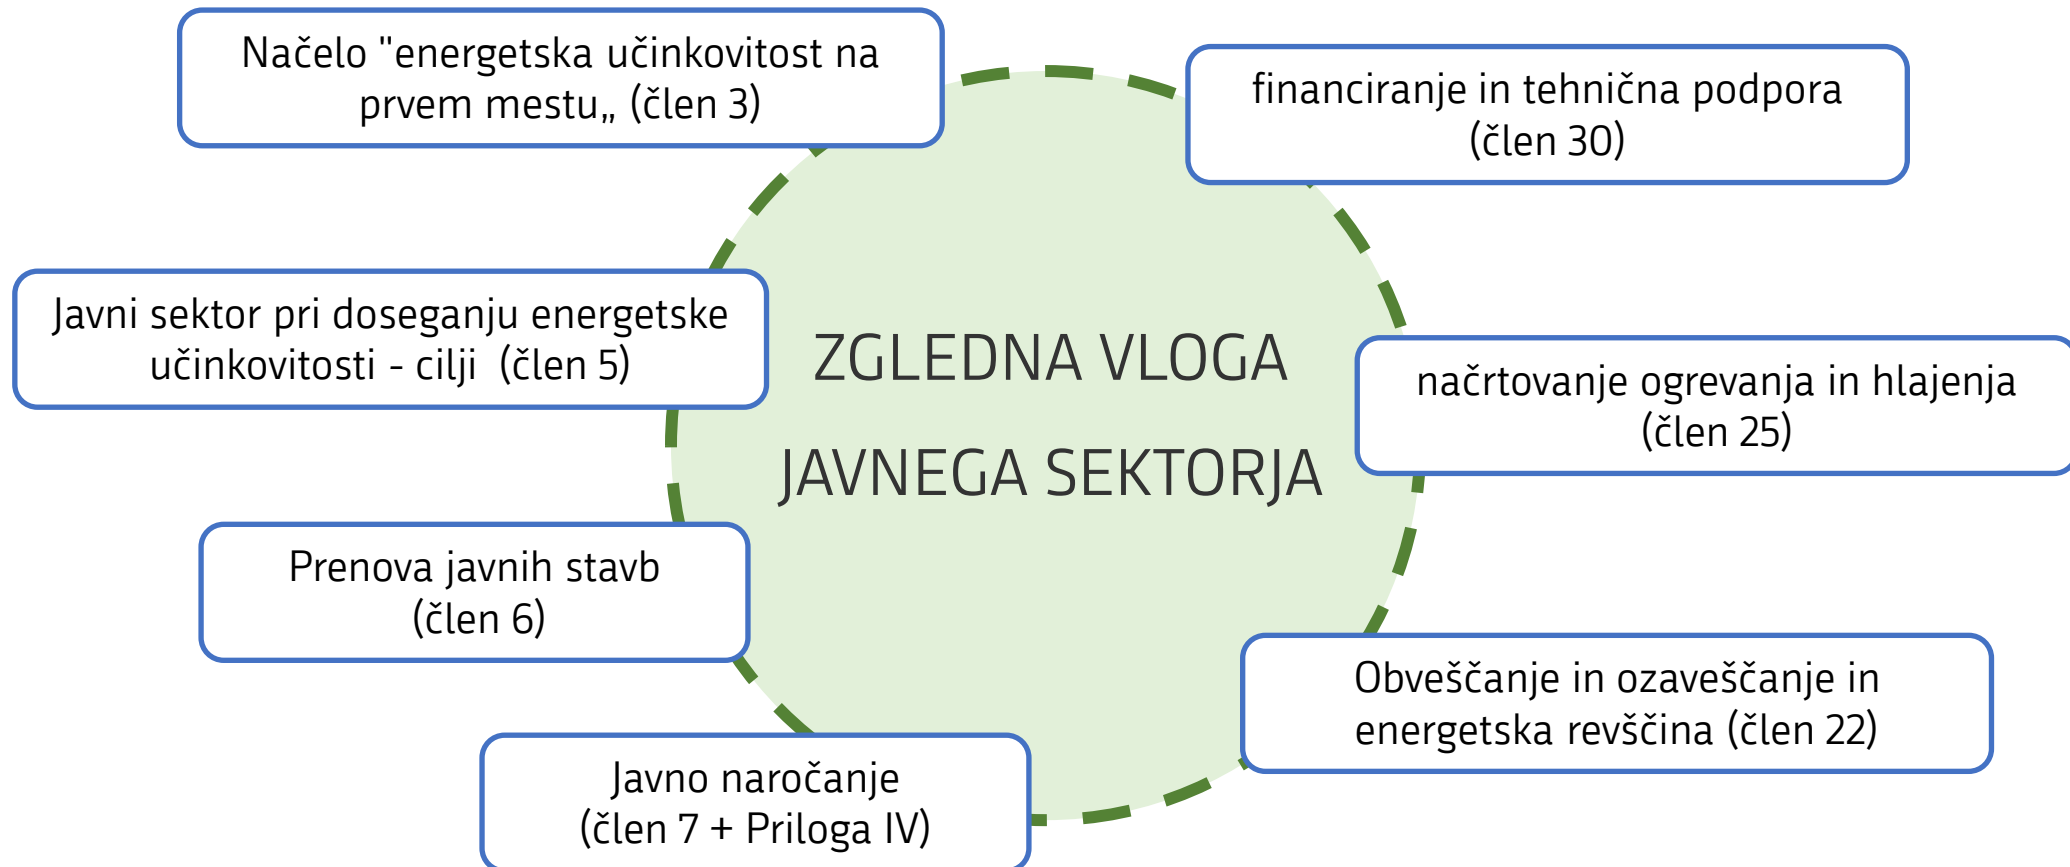 Načelo "energetska učinkovitost na
prvem mestu„ (člen 3)
financiranje in tehnična podpora
(člen 30)
Javni sektor pri doseganju energetske
učinkovitosti - cilji (člen 5)
ZGLEDNA VLOGA
JAVNEGA SEKTORJA
načrtovanje ogrevanja in hlajenja
(člen 25)
Prenova javnih stavb
(člen 6)
Obveščanje in ozaveščanje in
energetska revščina (člen 22)
Javno naročanje
(člen 7 + Priloga IV)